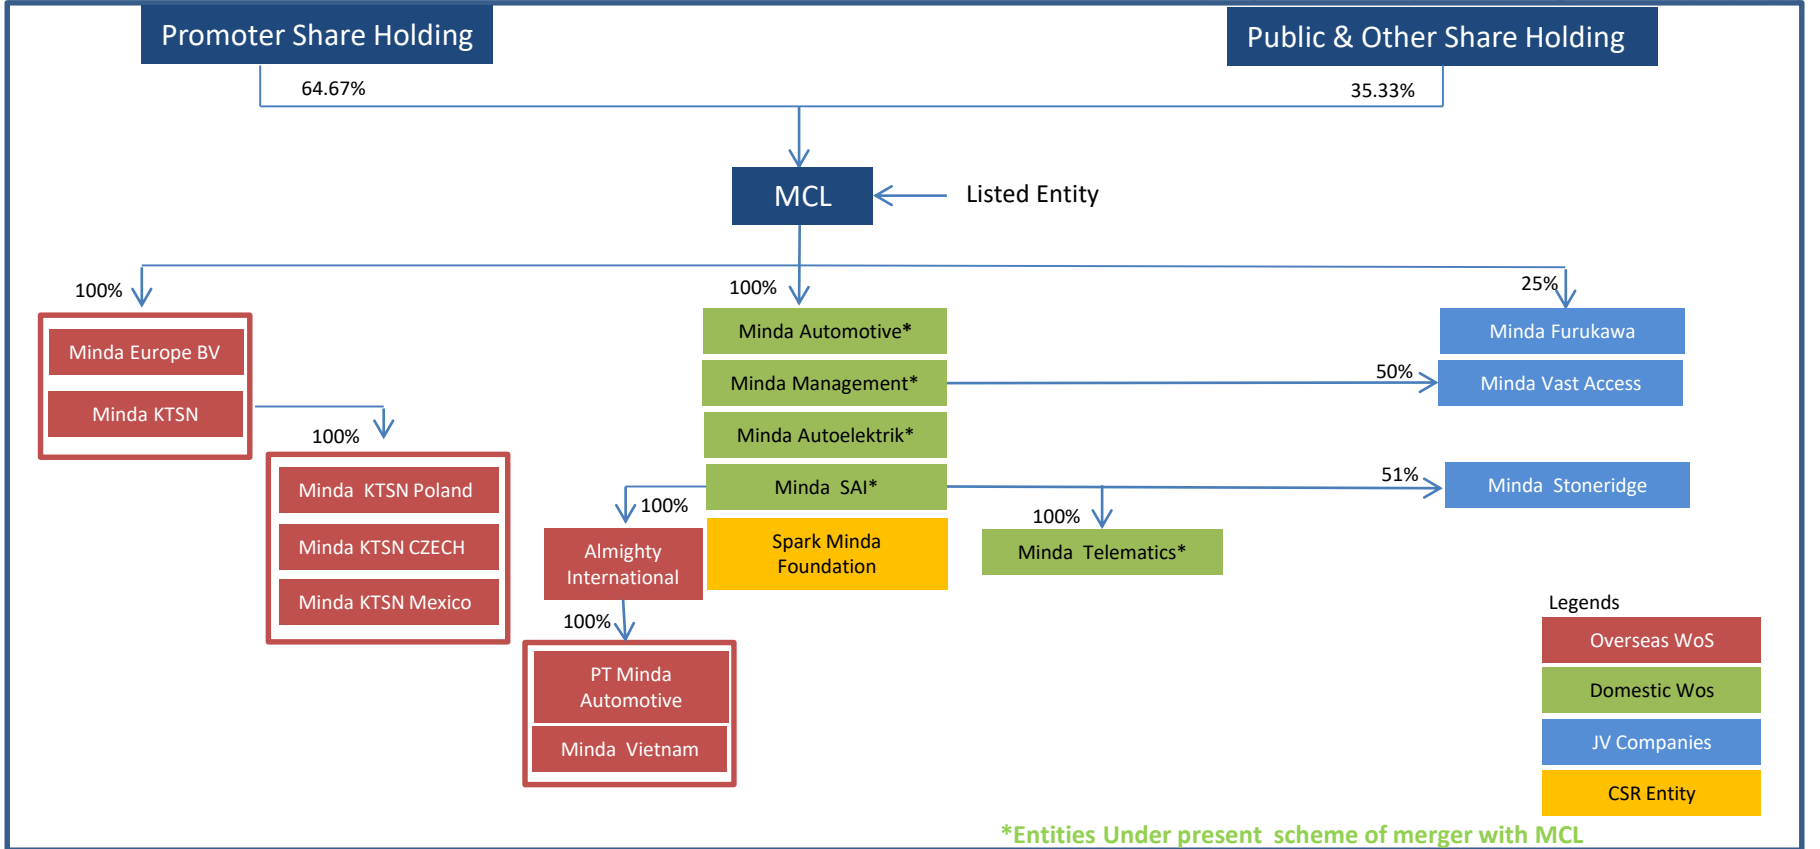 Promoter Share Holding
Public & Other Share Holding
64.67%
35.33%
MCL
Listed Entity
100%
100%
25%
Minda Europe BV
Minda KTSN
Minda Automotive*
Minda Management*
Minda Autoelektrik*
Minda SAI*
Spark Minda
Foundation
Minda Furukawa
50%
Minda Vast Access
51%
Minda Stoneridge
100%
Minda KTSN Poland
Minda KTSN CZECH
Minda KTSN Mexico
100%
Almighty
International
100%
Minda Telematics*
100%
PT Minda
Automotive
Minda Vietnam
Legends
Overseas WoS
Domestic Wos
JV Companies
CSR Entity
*Entities Under present scheme of merger with MCL